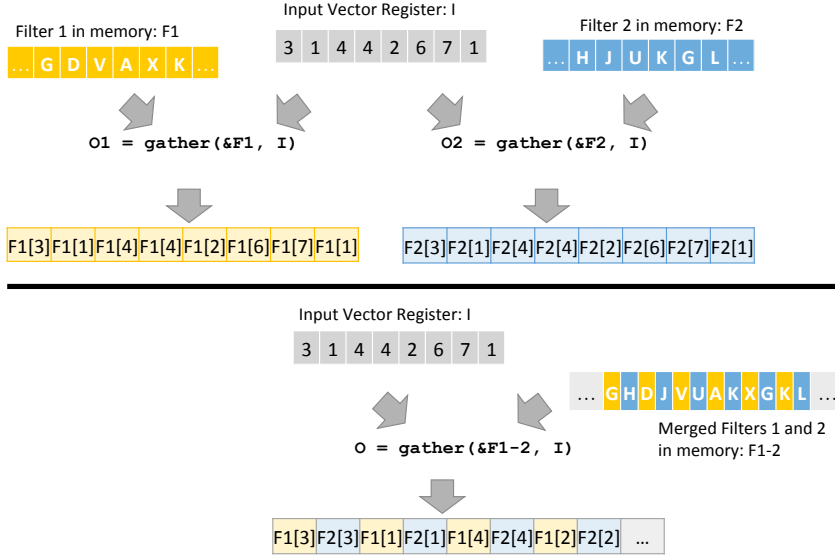 Filter 1 in memory: F1
Input Vector Register: I
Filter 2 in memory: F2
... G D V A X K ...
3 1 4 4 2 6 7 1
... H J U K G L ...
O1 = gather(&F1, I)
O2 = gather(&F2, I)
F1[3] F1[1] F1[4] F1[4] F1[2] F1[6] F1[7] F1[1]
F2[3] F2[1] F2[4] F2[4] F2[2] F2[6] F2[7] F2[1]
Input Vector Register: I
3 1 4 4 2 6 7 1
... G H D J V U A K X G K L ...
Merged Filters 1 and 2
in memory: F1-2
O = gather(&F1-2, I)
F1[3] F2[3] F1[1] F2[1] F1[4] F2[4] F1[2] F2[2] ...